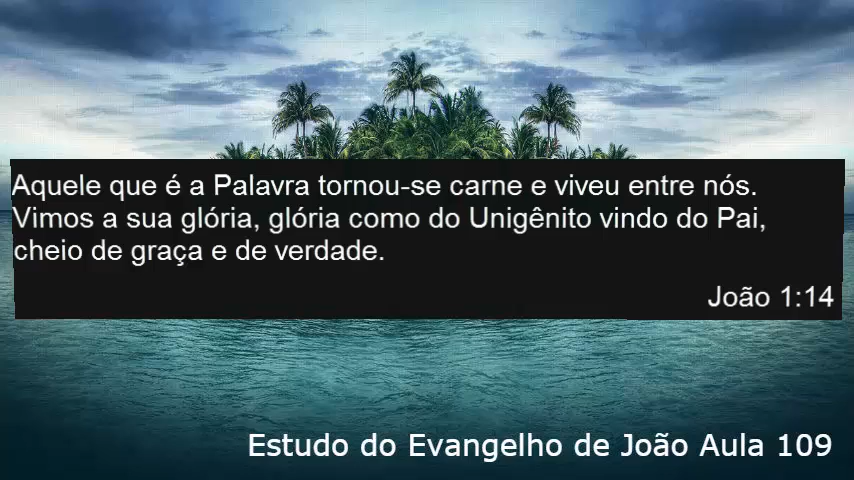 Aquele que é a Palavra tornou-se carne e viveu entre nós.
Vimos a sua glória, glória como do Unigênito vindo do Pai,
cheio de graça e de verdade.
João 1:14
Estudo do Evangelho de João Aula 109